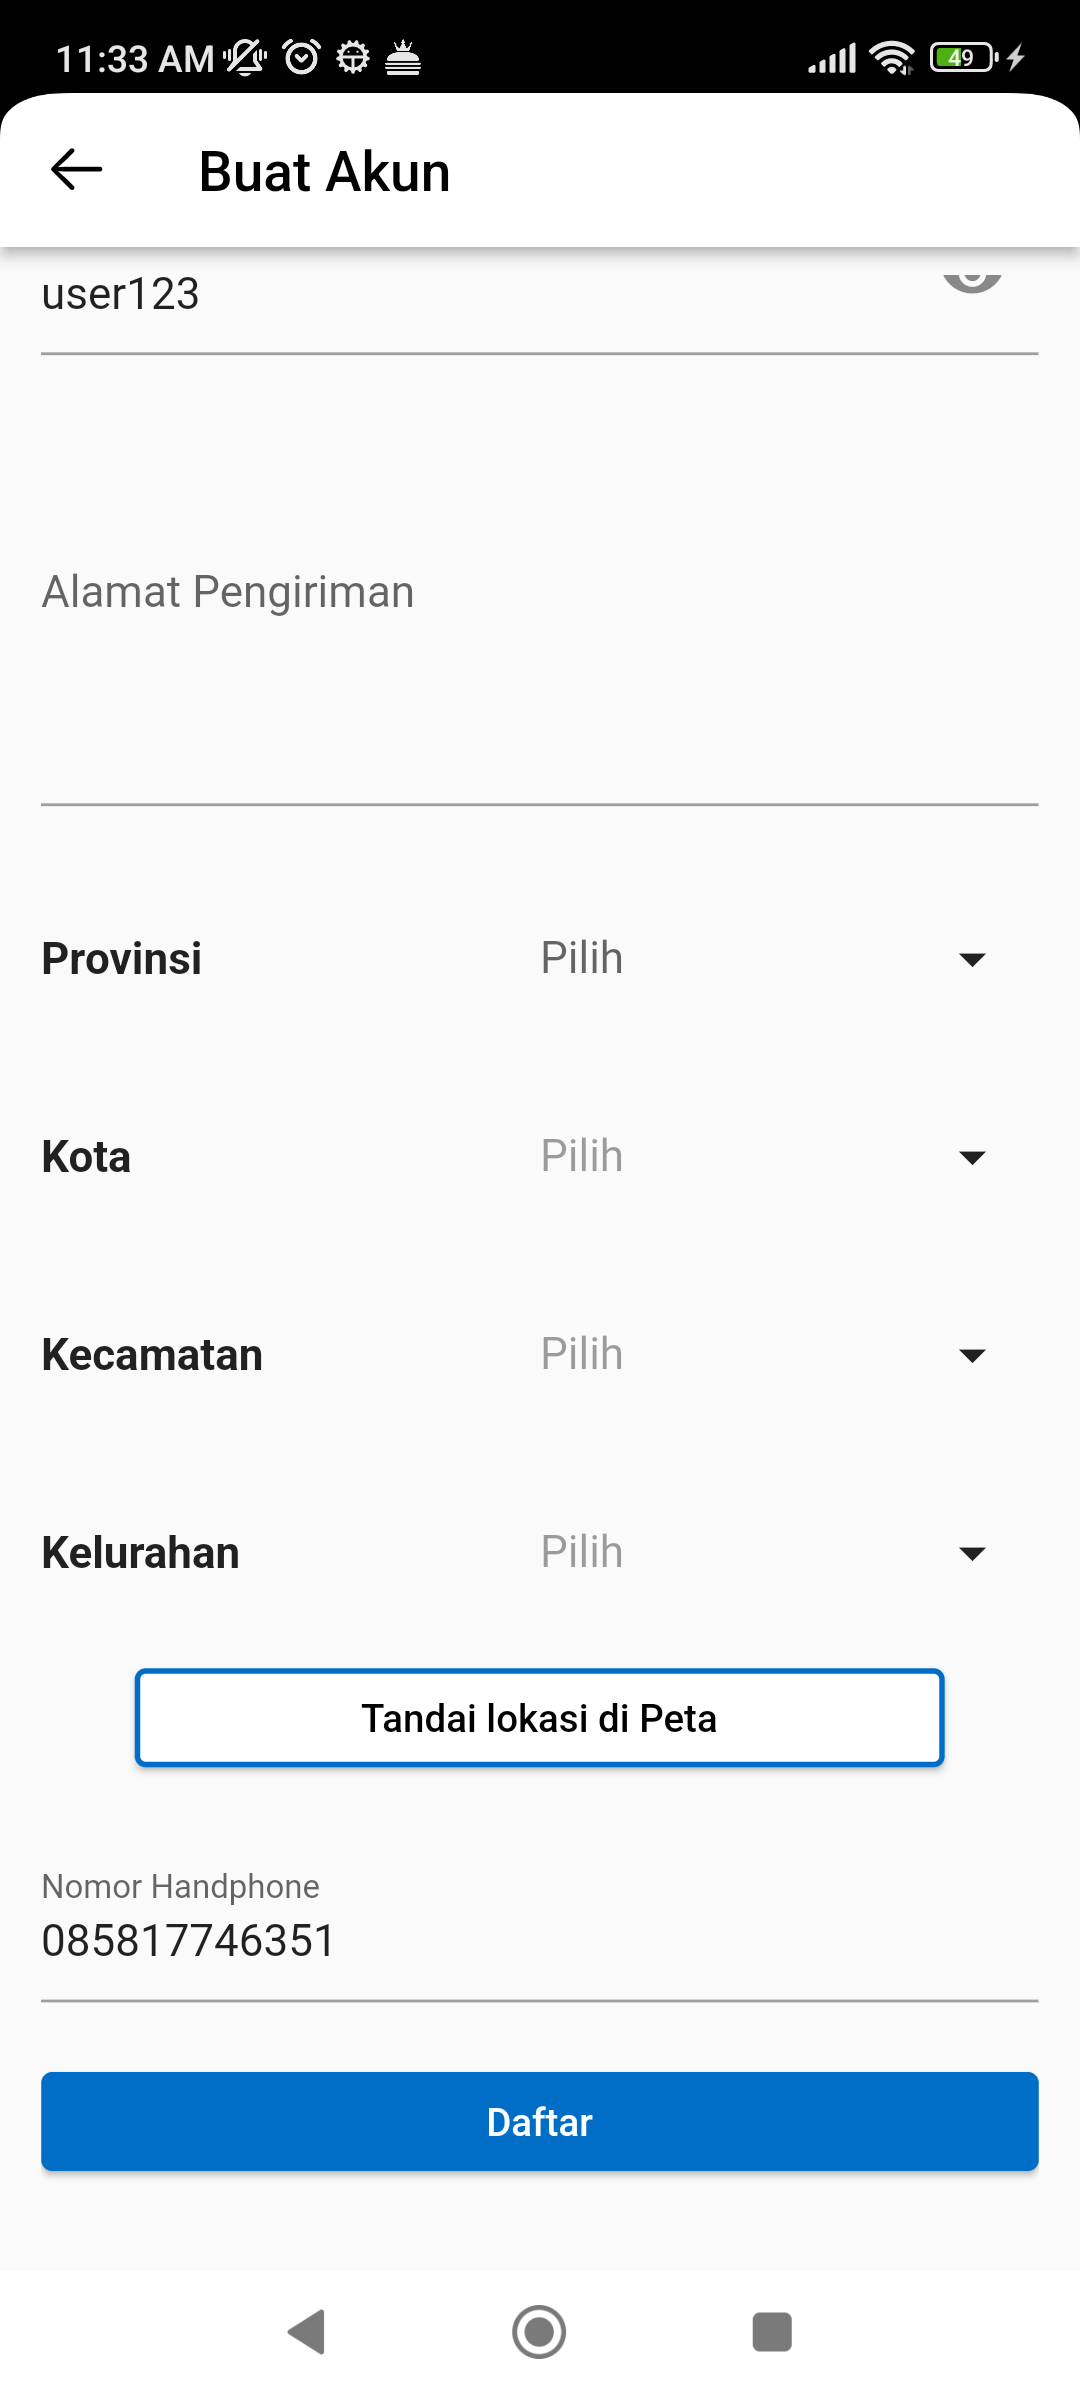 11:33 AM
49
Buat Akun
user123
Alamat Pengiriman
Provinsi Pilih
Kota Pilih
Kecamatan Pilih
Kelurahan Pilih
Tandai lokasi di Peta
Nomor Handphone
085817746351
Daftar